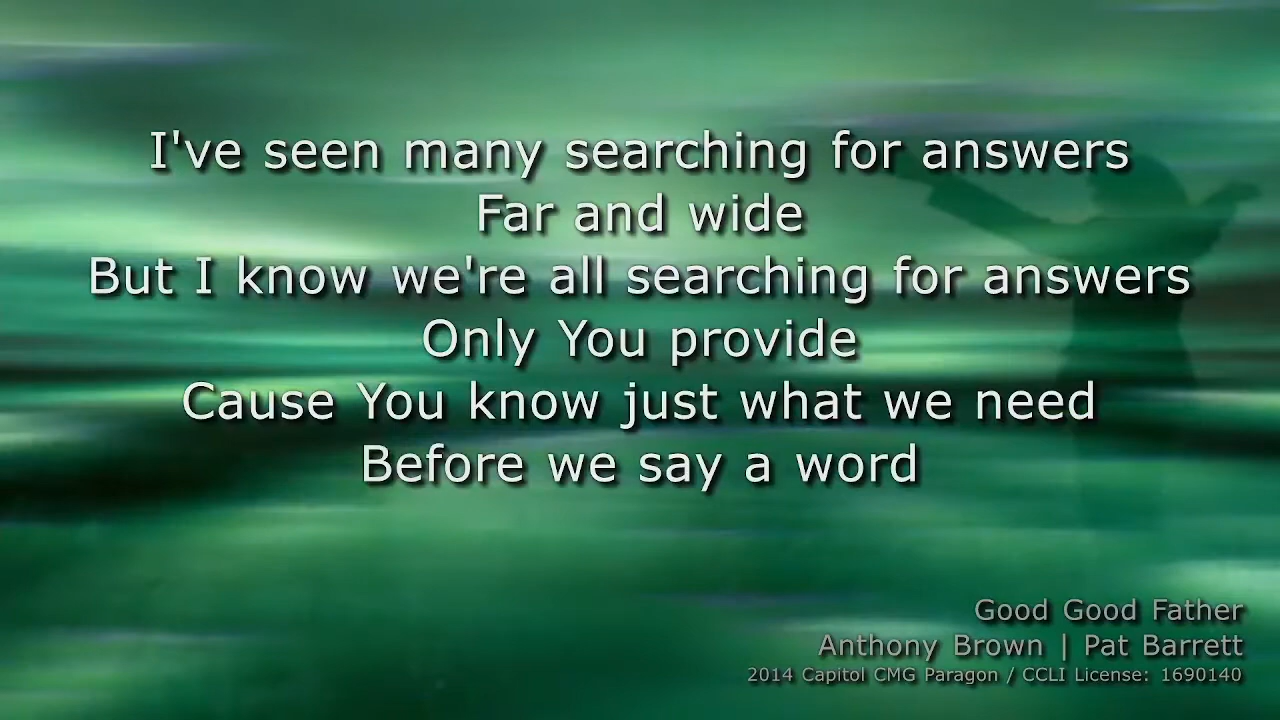 I've seen many searching for answers
Far and wide
But I know we're all searching for answers
Only You provide
Cause You know just what we need
Before we say a word
Good Good Father
Anthony Brown | Pat Barrett
2014 Capitol CMG Paragon / CCLI License: 1690140